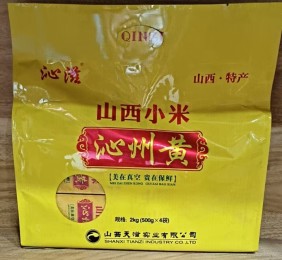 QIN
沁滋
山西·特产
山西小米
沁州黄
【美在真空 贵在保鲜】
规格: 2kg (500g×4袋)
山西天滋实业有限公司
SHANXI TIANZI INDUSTRY CO.,LTD